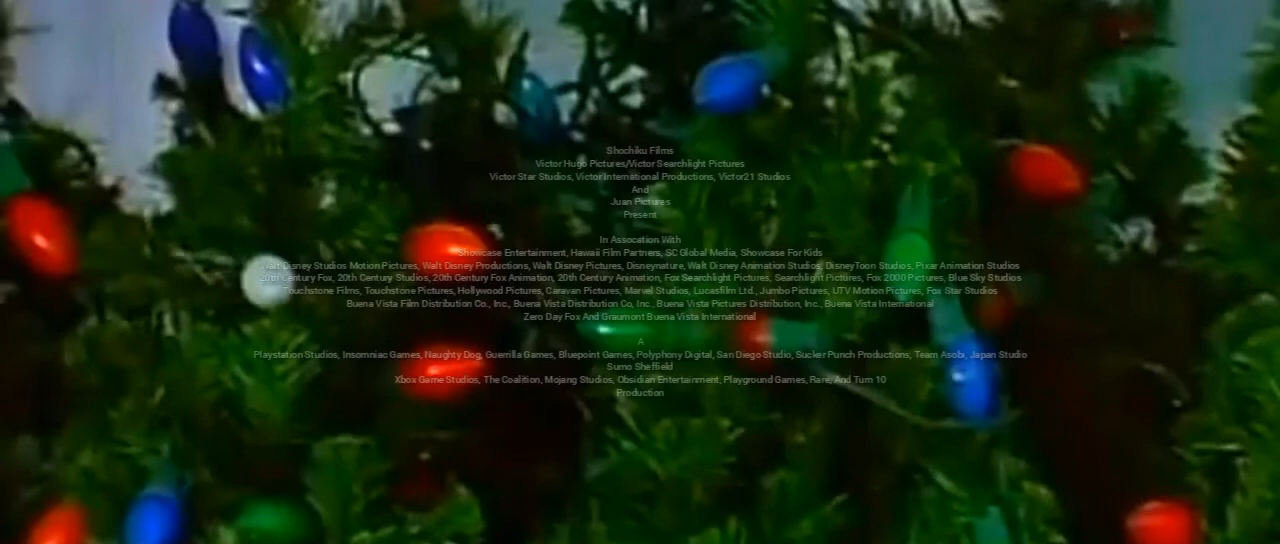 Shochiku Films
Victor Hugo Pictures/Victor Searchlight Pictures
Victor Star Studios, Victor International Productions, Victor21 Studios
And
Juan Pictures
Present
In Assocation With
Showcase Entertainment, Hawaii Film Partners, SC Global Media, Showcase For Kids
Walt Disney Studios Motion Pictures, Walt Disney Productions, Walt Disney Pictures, Disneynature, Walt Disney Animation Studios, DisneyToon Studios, Pixar Animation Studios
20th Century Fox, 20th Century Studios, 20th Century Fox Animation, 20th Century Animation, Fox Searchlight Pictures, Searchlight Pictures, Fox 2000 Pictures, Blue Sky Studios
Touchstone Films, Touchstone Pictures, Hollywood Pictures, Caravan Pictures, Marvel Studios, Lucasfilm Ltd., Jumbo Pictures, UTV Motion Pictures, Fox Star Studios
Buena Vista Film Distribution Co., Inc., Buena Vista Distribution Co, Inc., Buena Vista Pictures Distribution, Inc., Buena Vista International
Zero Day Fox And Graumont Buena Vista International
A
Playstation Studios, Insomniac Games, Naughty Dog, Guerrilla Games, Bluepoint Games, Polyphony Digital, San Diego Studio, Sucker Punch Productions, Team Asobi, Japan Studio
Sumo Sheffield
Xbox Game Studios, The Coalition, Mojang Studios, Obsidian Entertainment, Playground Games, Rare, And Turn 10
Production